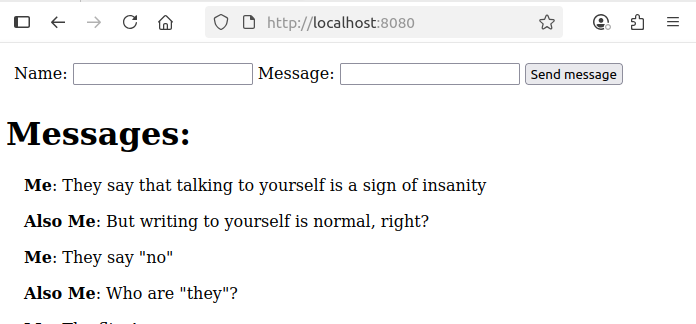 http://localhost:8080
Name: Message: Send message
Messages:
Me: They say that talking to yourself is a sign of insanity
Also Me: But writing to yourself is normal, right?
Me: They say "no"
Also Me: Who are "they"?